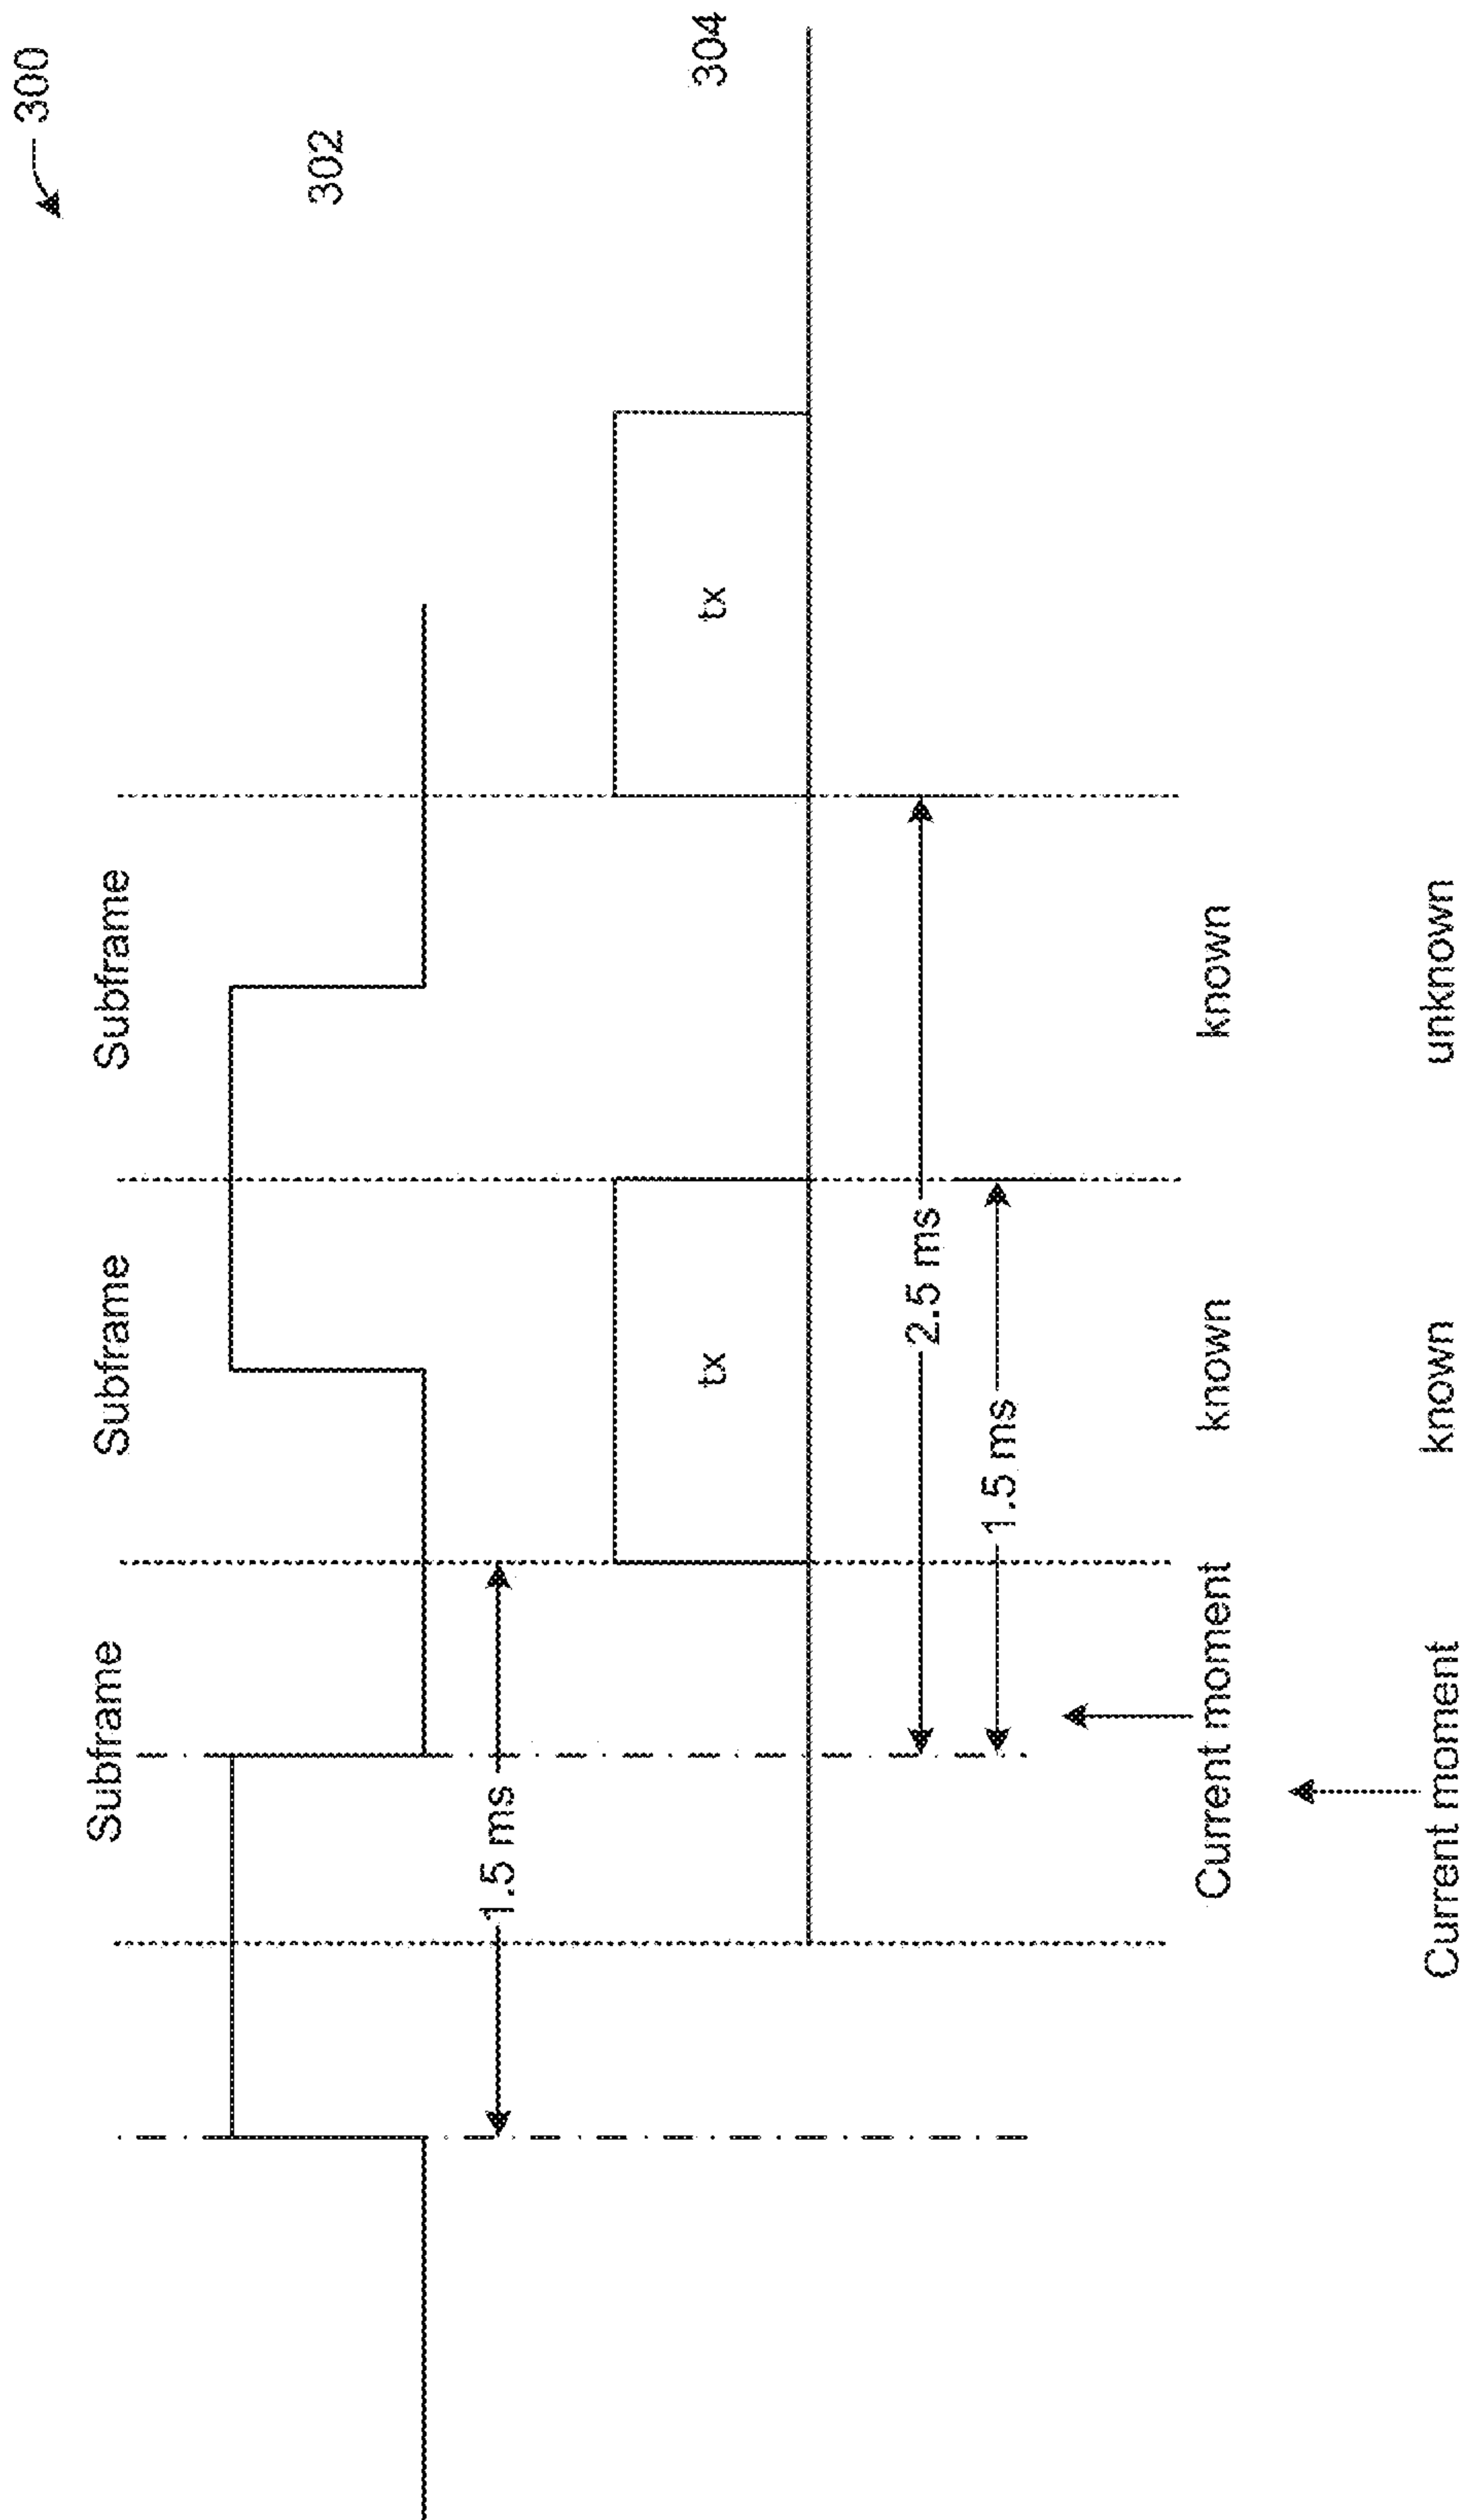 300
Subframe Subframe Subframe
302
1.5 ms
tx tx
304
2.5 ms
1.5 ms
Current moment known known
Current moment known unknown